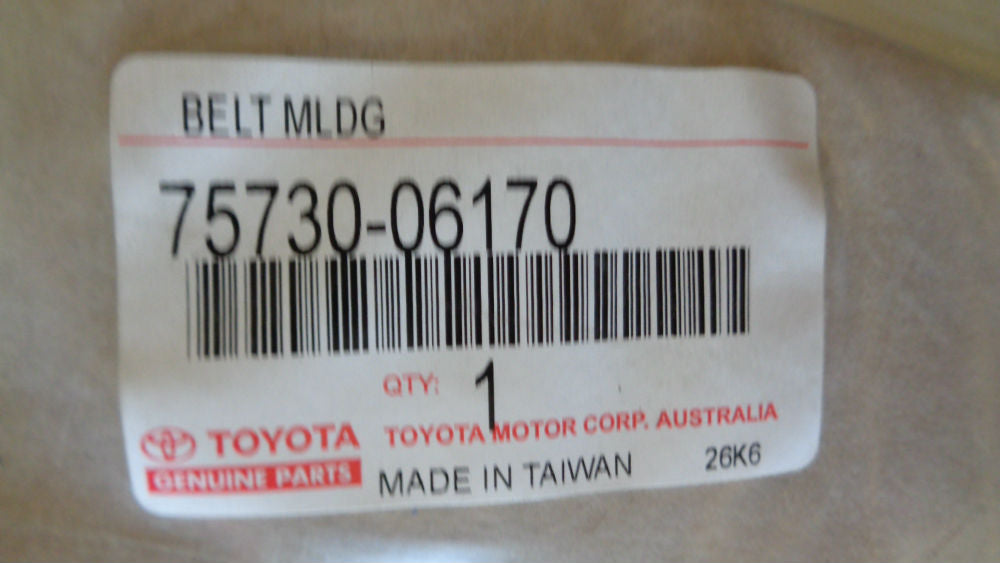 BELT MLDG
75730-06170
QTY: 1
TOYOTA
GENUINE PARTS
TOYOTA MOTOR CORP. AUSTRALIA
MADE IN TAIWAN
26K6